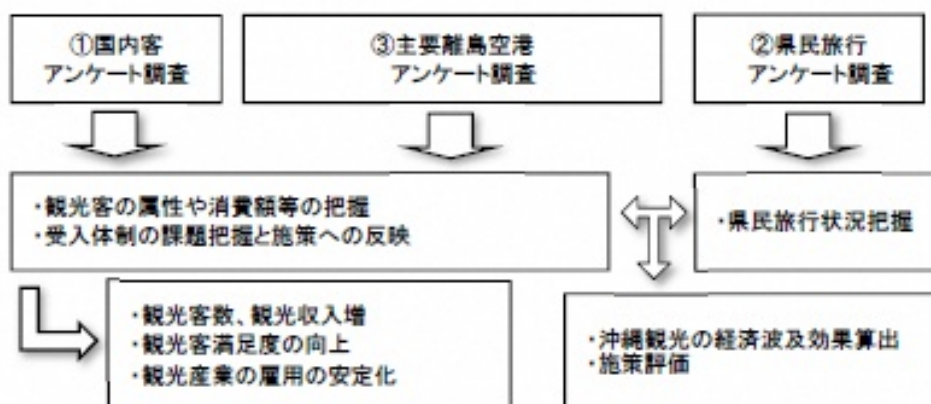 ①国内客
アンケート調査
③主要離島空港
アンケート調査
②県民旅行
アンケート調査
・観光客の属性や消費額等の把握
・受入体制の課題把握と施策への反映
・県民旅行状況把握
・観光客数、観光収入増
・観光客満足度の向上
・観光産業の雇用の安定化
・沖縄観光の経済波及効果算出
・施策評価